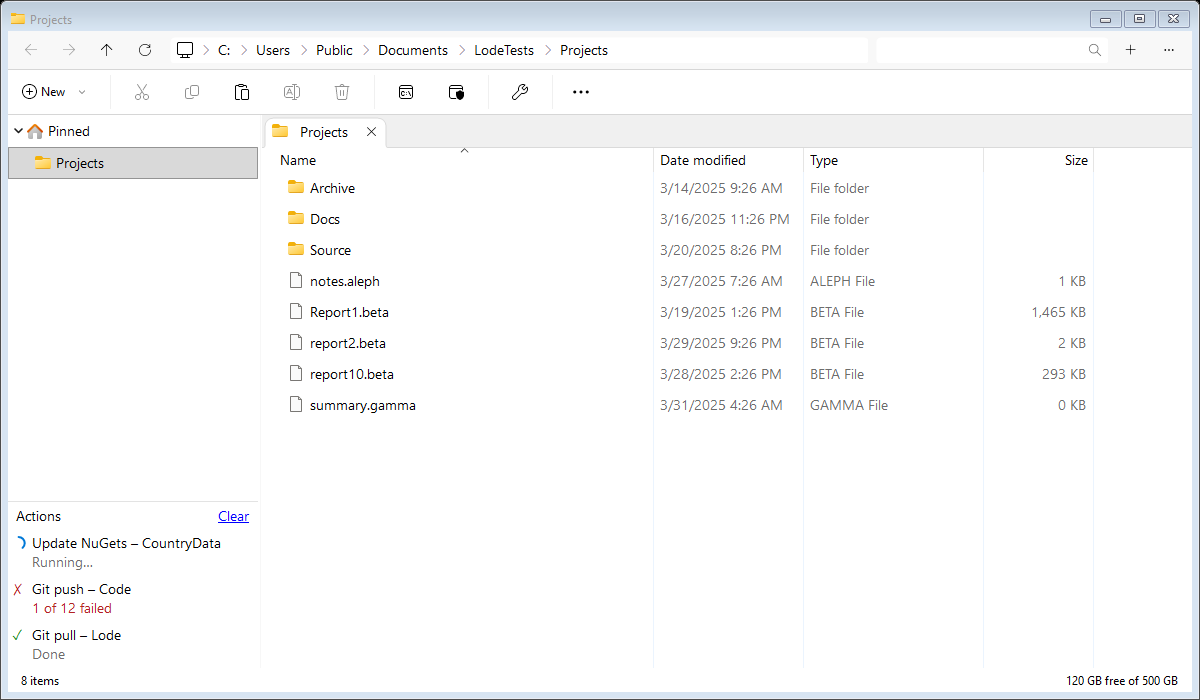 Projects
C: Users Public Documents LodeTests Projects
New
Pinned
Projects
Projects
Name Date modified Type Size
Archive 3/14/2025 9:26 AM File folder
Docs 3/16/2025 11:26 PM File folder
Source 3/20/2025 8:26 PM File folder
notes.aleph 3/27/2025 7:26 AM ALEPH File 1 KB
Report1.beta 3/19/2025 1:26 PM BETA File 1,465 KB
report2.beta 3/29/2025 9:26 PM BETA File 2 KB
report10.beta 3/28/2025 2:26 PM BETA File 293 KB
summary.gamma 3/31/2025 4:26 AM GAMMA File 0 KB
Actions Clear
Update NuGets – CountryData
Running...
Git push – Code
1 of 12 failed
Git pull – Lode
Done
8 items 120 GB free of 500 GB